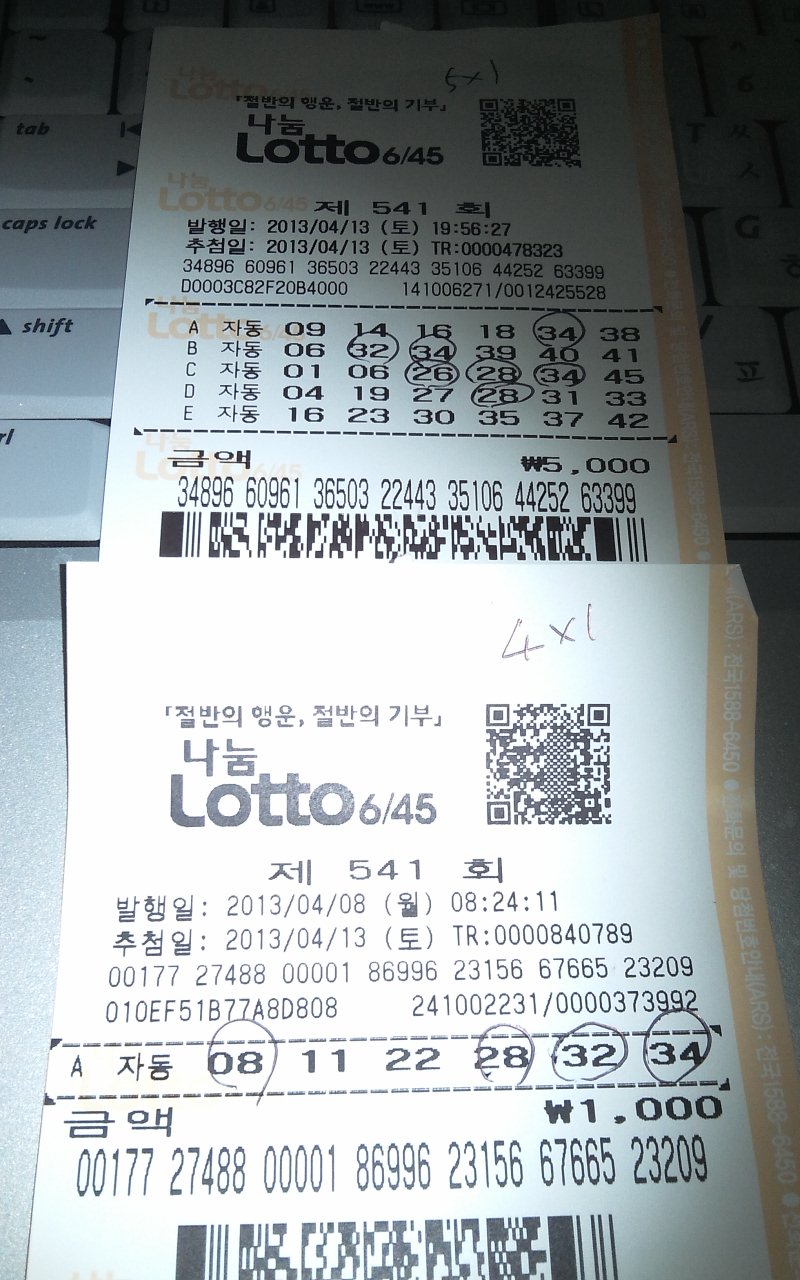 tab
caps lock
shift
6
T ㅆ
ㅅ
G
ㅍ
5x1
「절반의 행운, 절반의 기부」
나눔
Lotto 6/45
제 541 회
발행일: 2013/04/13 (토) 19:56:27
추첨일: 2013/04/13 (토) TR:0000478323
34896 60961 36503 22443 35106 44252 63399
D0003C82F20B4000 141006271/0012425528
A 자동 09 14 16 18 34 38
B 자동 06 32 34 39 40 41
C 자동 01 06 26 28 34 45
D 자동 04 19 27 28 31 33
E 자동 16 23 30 35 37 42
금액 ₩5,000
34896 60961 36503 22443 35106 44252 63399
4x1
「절반의 행운, 절반의 기부」
나눔
Lotto 6/45
제 541 회
발행일: 2013/04/08 (월) 08:24:11
추첨일: 2013/04/13 (토) TR:0000840789
00177 27488 00001 86996 23156 67665 23209
010EF51B77A8D808 241002231/0000373992
A 자동 08 11 22 28 32 34
금액 ₩1,000
00177 27488 00001 86996 23156 67665 23209